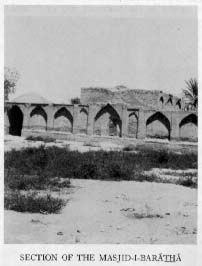 SECTION OF THE MASJID-I-BARĀTHĀ